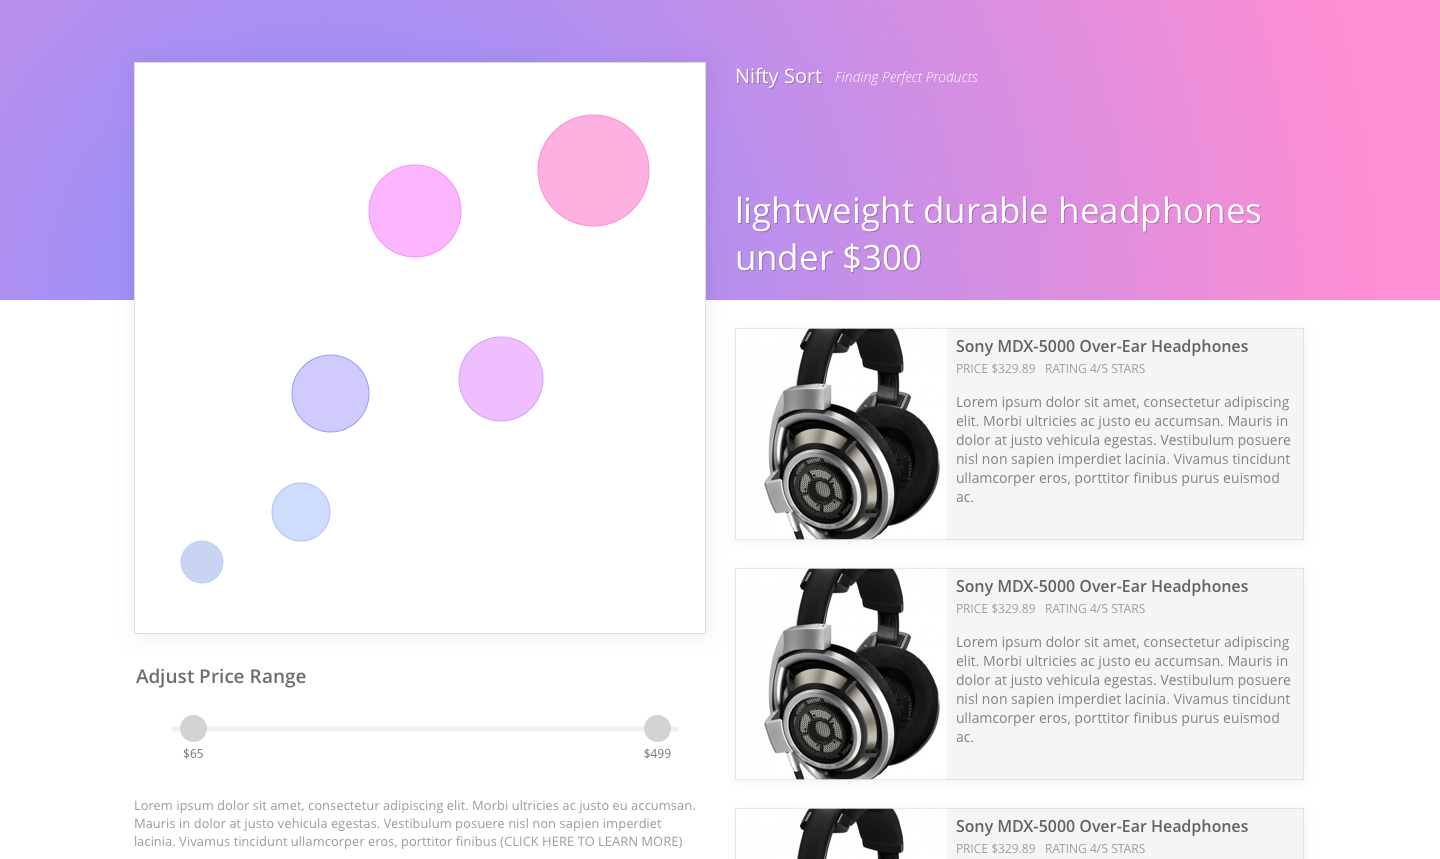 Nifty Sort Finding Perfect Products
lightweight durable headphones
under $300
Sony MDX-5000 Over-Ear Headphones
PRICE $329.89 RATING 4/5 STARS
Lorem ipsum dolor sit amet, consectetur adipiscing
elit. Morbi ultricies ac justo eu accumsan. Mauris in
dolor at justo vehicula egestas. Vestibulum posuere
nisl non sapien imperdiet lacinia. Vivamus tincidunt
ullamcorper eros, porttitor finibus purus euismod
ac.
Sony MDX-5000 Over-Ear Headphones
PRICE $329.89 RATING 4/5 STARS
Lorem ipsum dolor sit amet, consectetur adipiscing
elit. Morbi ultricies ac justo eu accumsan. Mauris in
dolor at justo vehicula egestas. Vestibulum posuere
nisl non sapien imperdiet lacinia. Vivamus tincidunt
ullamcorper eros, porttitor finibus purus euismod
ac.
Sony MDX-5000 Over-Ear Headphones
PRICE $329.89 RATING 4/5 STARS
Adjust Price Range
$65 $499
Lorem ipsum dolor sit amet, consectetur adipiscing elit. Morbi ultricies ac justo eu accumsan.
Mauris in dolor at justo vehicula egestas. Vestibulum posuere nisl non sapien imperdiet
lacinia. Vivamus tincidunt ullamcorper eros, porttitor finibus (CLICK HERE TO LEARN MORE)